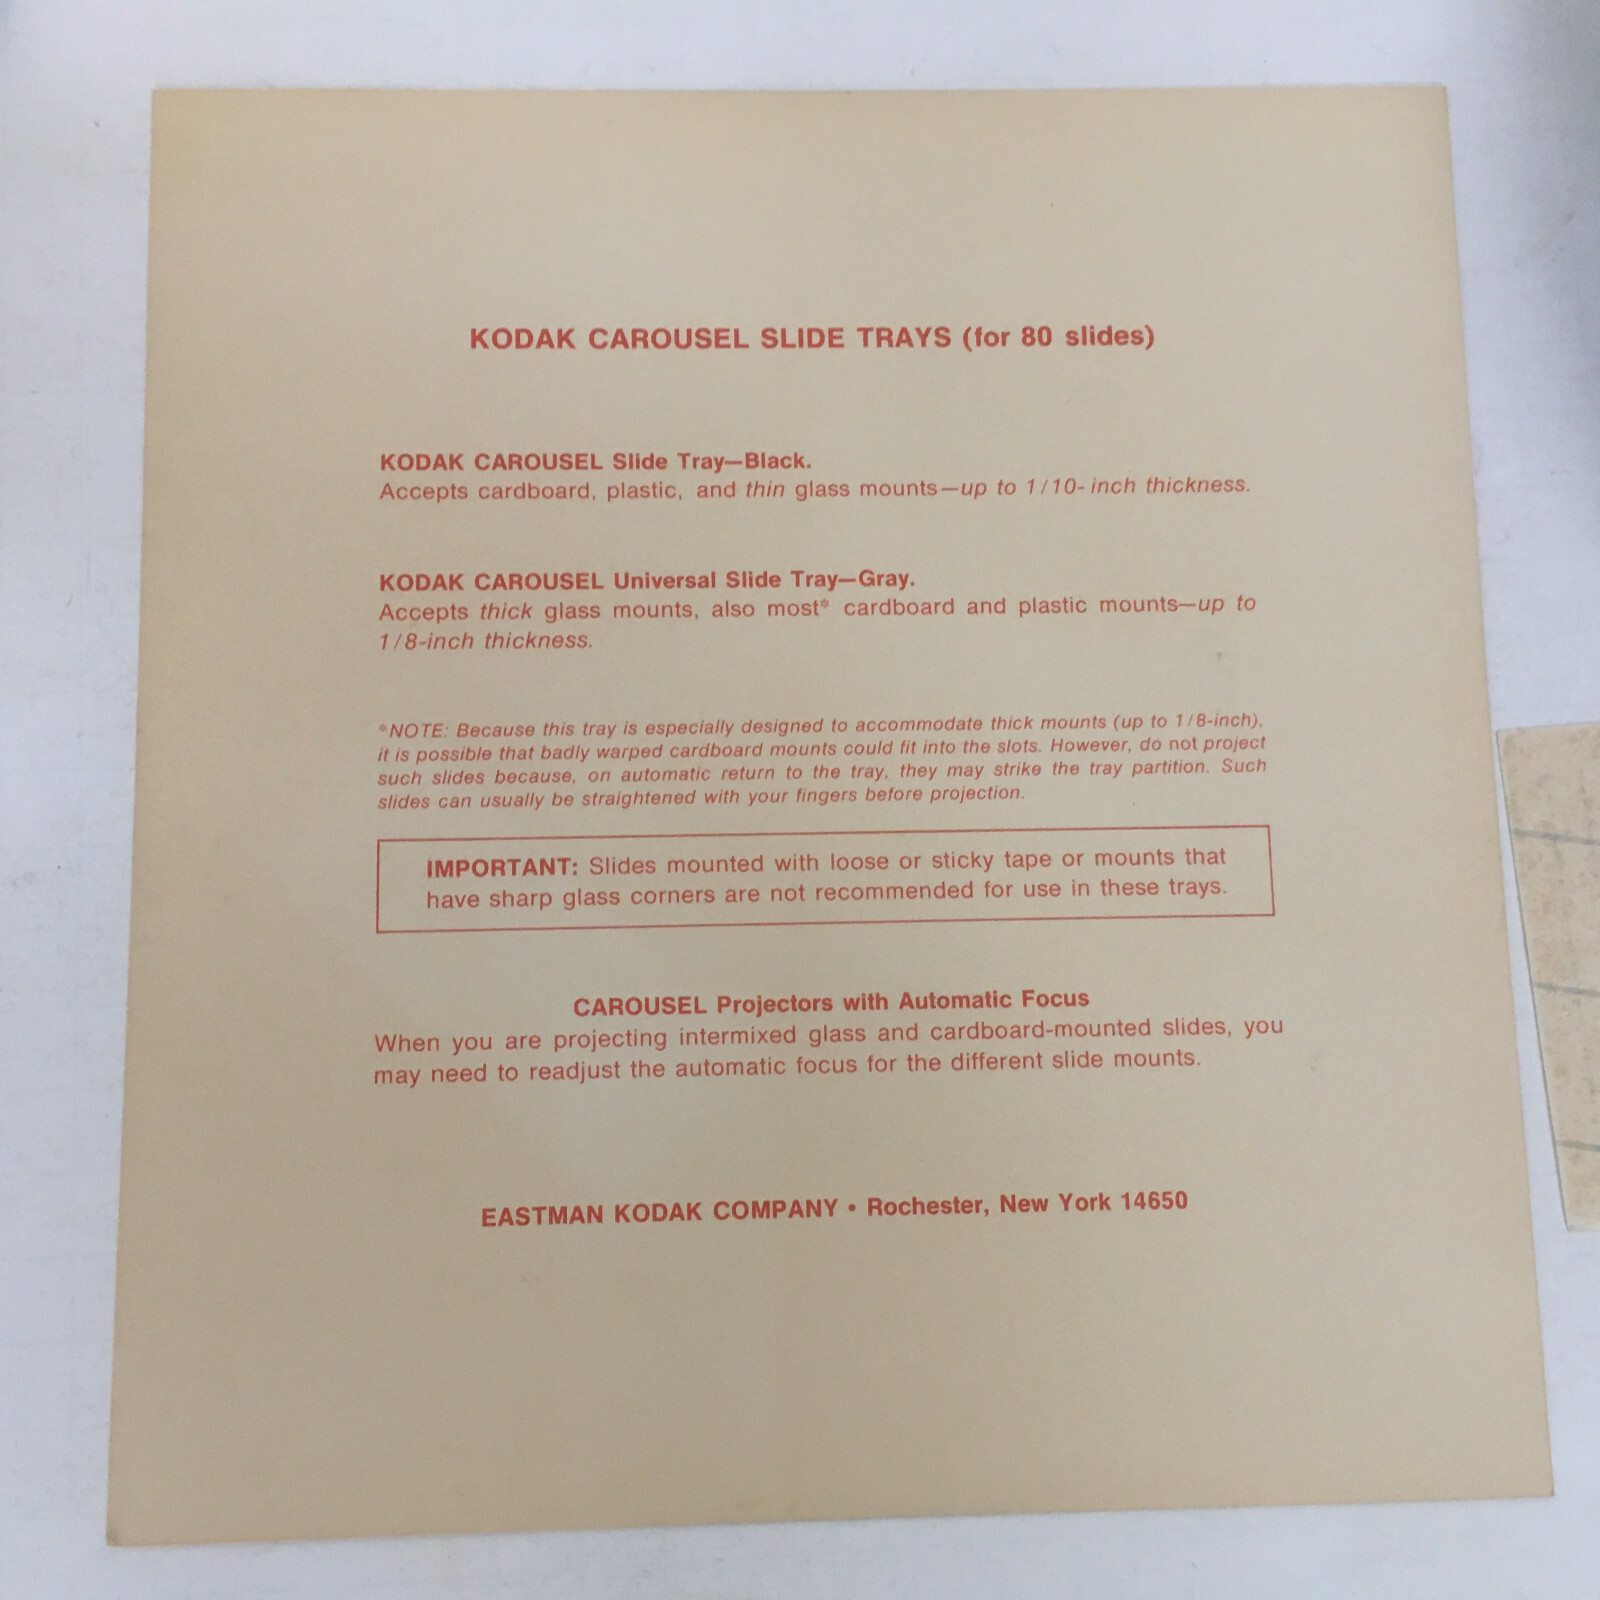 KODAK CAROUSEL SLIDE TRAYS (for 80 slides)
KODAK CAROUSEL Slide Tray—Black.
Accepts cardboard, plastic, and thin glass mounts—up to 1/10-inch thickness.
KODAK CAROUSEL Universal Slide Tray—Gray.
Accepts thick glass mounts, also most* cardboard and plastic mounts—up to
1/8-inch thickness.
*NOTE: Because this tray is especially designed to accommodate thick mounts (up to 1/8-inch),
it is possible that badly warped cardboard mounts could fit into the slots. However, do not project
such slides because, on automatic return to the tray, they may strike the tray partition. Such
slides can usually be straightened with your fingers before projection.
IMPORTANT: Slides mounted with loose or sticky tape or mounts that
have sharp glass corners are not recommended for use in these trays.
CAROUSEL Projectors with Automatic Focus
When you are projecting intermixed glass and cardboard-mounted slides, you
may need to readjust the automatic focus for the different slide mounts.
EASTMAN KODAK COMPANY • Rochester, New York 14650